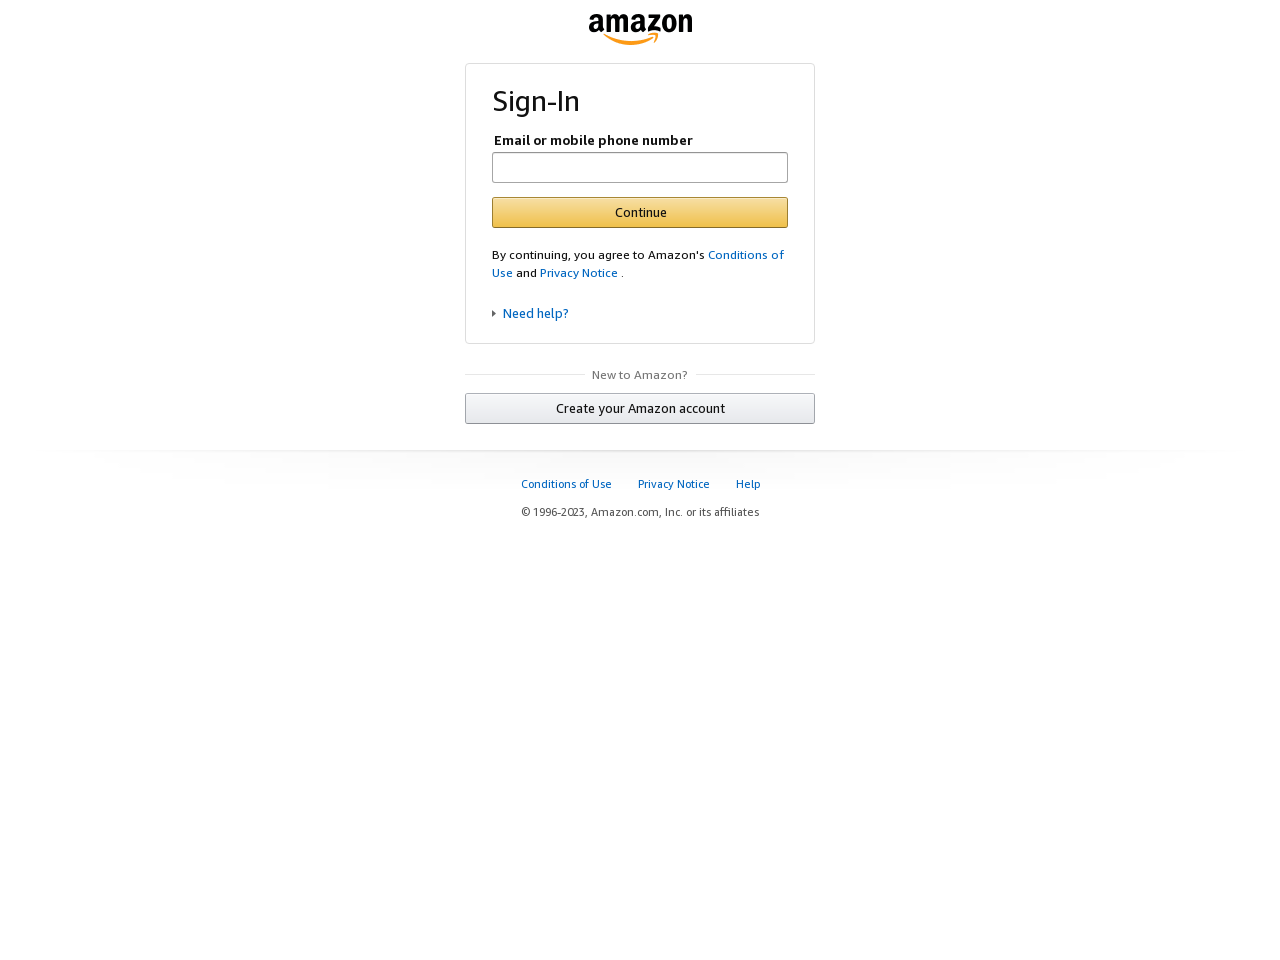 amazon
Sign-In
Email or mobile phone number
Continue
By continuing, you agree to Amazon's Conditions of
Use and Privacy Notice .
Need help?
New to Amazon?
Create your Amazon account
Conditions of Use Privacy Notice Help
© 1996-2023, Amazon.com, Inc. or its affiliates